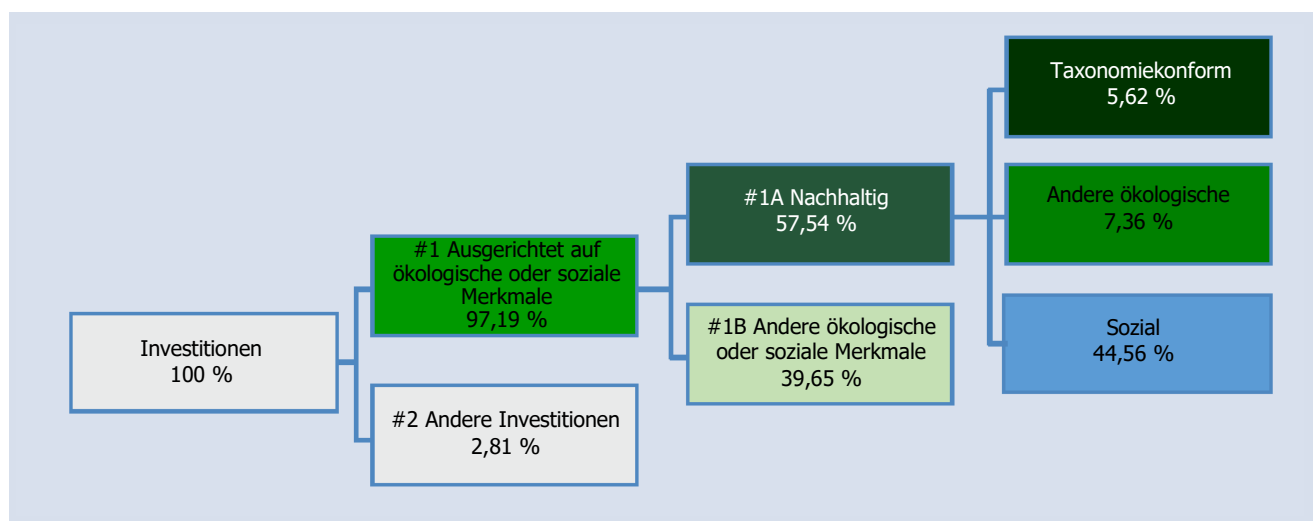 Investitionen
100 %
#1 Ausgerichtet auf
ökologische oder soziale
Merkmale
97,19 %
#2 Andere Investitionen
2,81 %
#1A Nachhaltig
57,54 %
#1B Andere ökologische
oder soziale Merkmale
39,65 %
Taxonomiekonform
5,62 %
Andere ökologische
7,36 %
Sozial
44,56 %